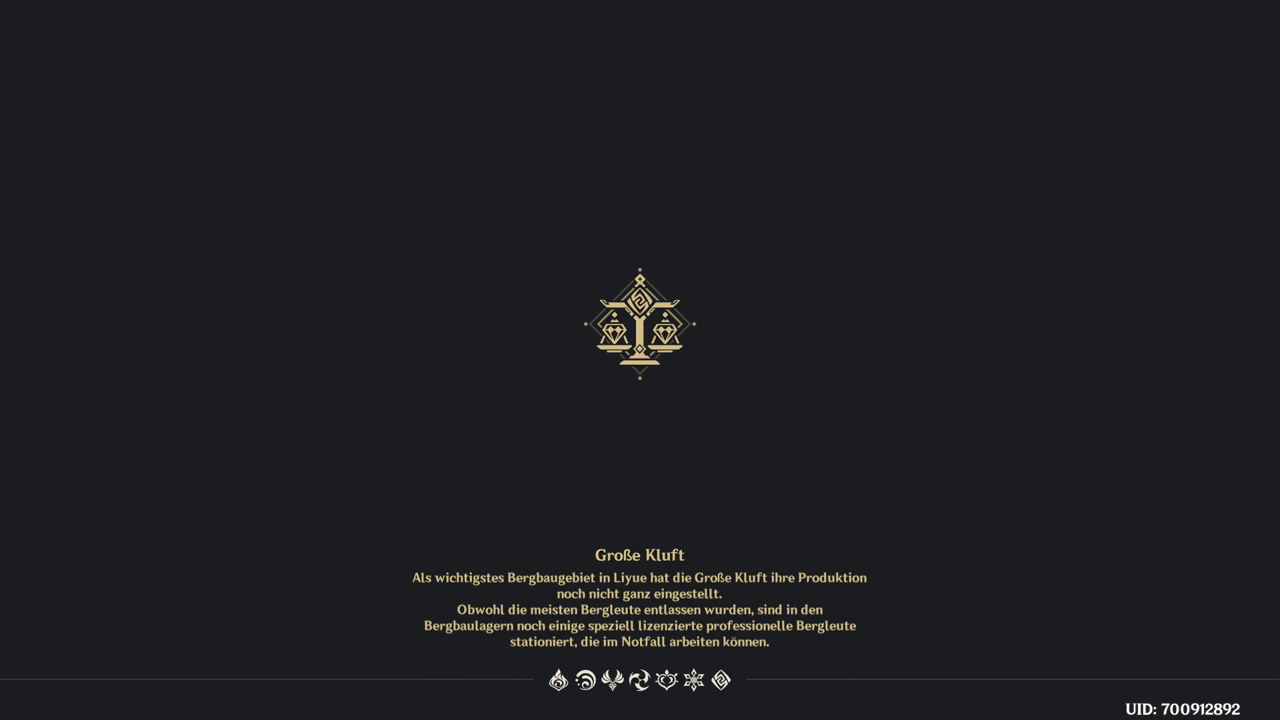 Große Kluft
Als wichtigstes Bergbaugebiet in Liyue hat die Große Kluft ihre Produktion
noch nicht ganz eingestellt.
Obwohl die meisten Bergleute entlassen wurden, sind in den
Bergbaulagern noch einige speziell lizenzierte professionelle Bergleute
stationiert, die im Notfall arbeiten können.
UID: 700912892